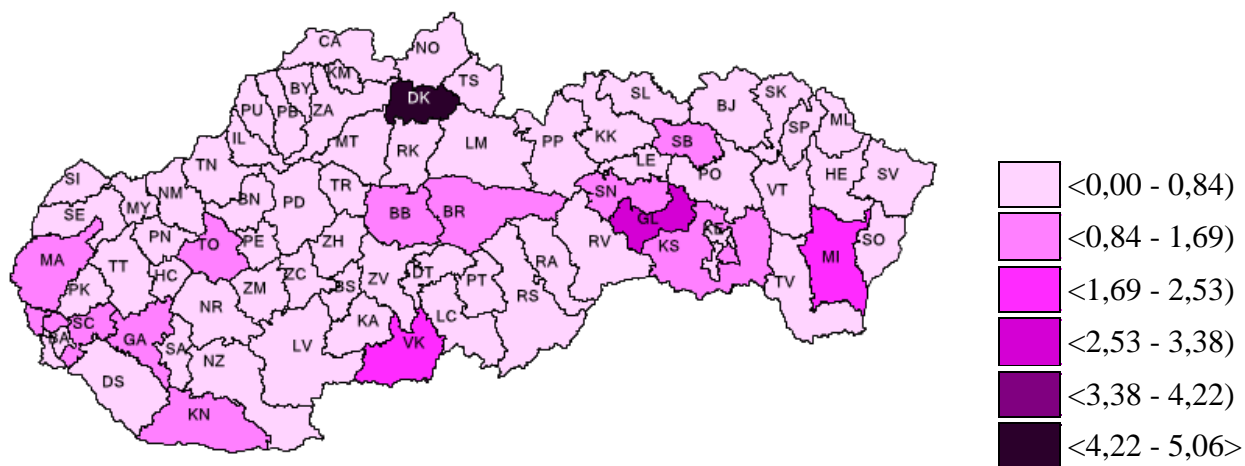 CA
NO
KM
TS
BY
PU
PB
ZA
DK
SL
BJ
SK
SP
ML
IL
MT
RK
LM
PP
KK
SB
LE
PO
VT
HE
SV
TN
SI
NM
BN
PD
TR
SN
SE
MY
BB
BR
GL
KS
KE
SO
PN
TO
PE
ZH
RV
MI
MA
TT
HC
ZM
ZC
BS
ZV
DT
PT
RA
RS
TV
PK
NR
KA
LC
SC
BA
GA
SA
NZ
LV
VK
DS
KN
<0,00 - 0,84)
<0,84 - 1,69)
<1,69 - 2,53)
<2,53 - 3,38)
<3,38 - 4,22)
<4,22 - 5,06>